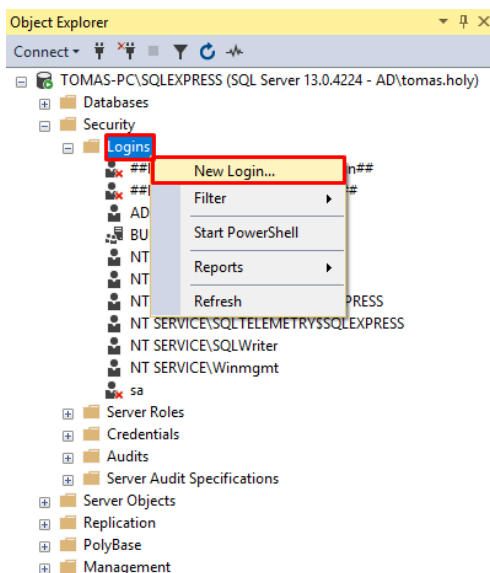 Object Explorer
Connect
TOMAS-PC\SQLEXPRESS (SQL Server 13.0.4224 - AD\tomas.holy)
Databases
Security
Logins
##
n##
New Login...
##
##
Filter
AD
Start PowerShell
BU
NT
Reports
NT
NT
PRESS
Refresh
NT SERVICE\SQLTELEMETRY$SQLEXPRESS
NT SERVICE\SQLWriter
NT SERVICE\Winmgmt
sa
Server Roles
Credentials
Audits
Server Audit Specifications
Server Objects
Replication
PolyBase
Management